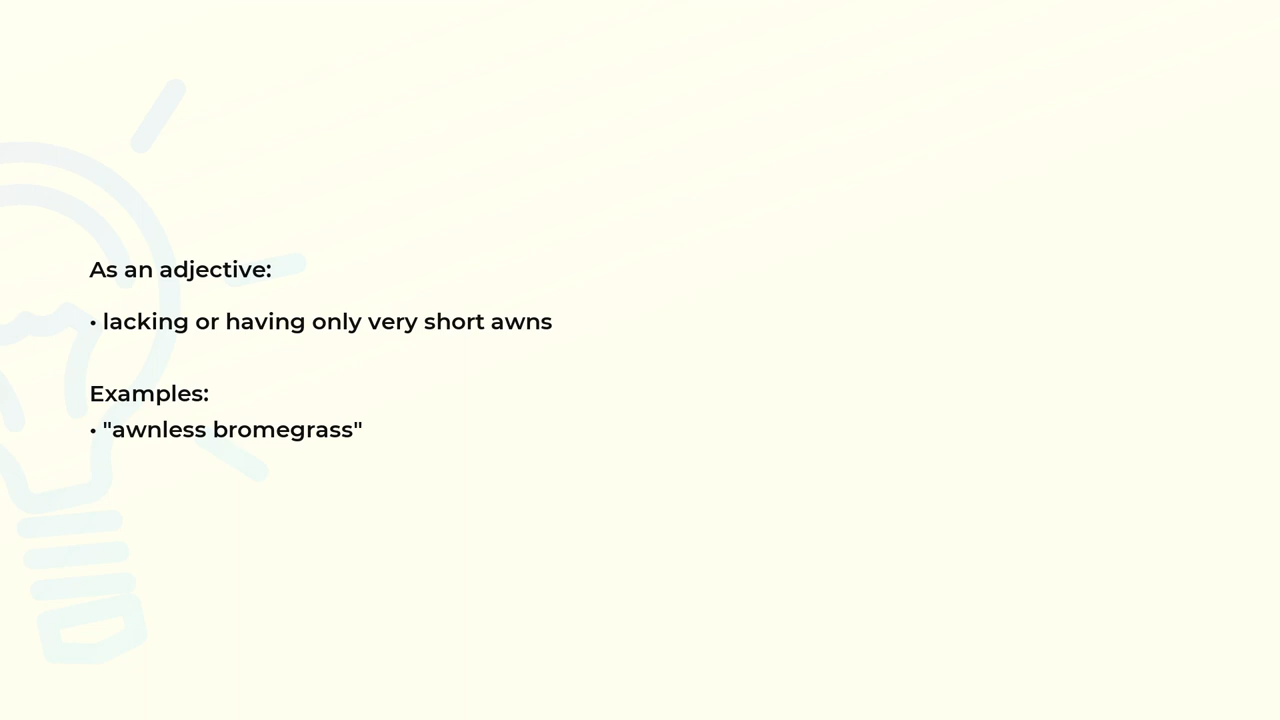 As an adjective:
• lacking or having only very short awns
Examples:
• "awnless bromegrass"